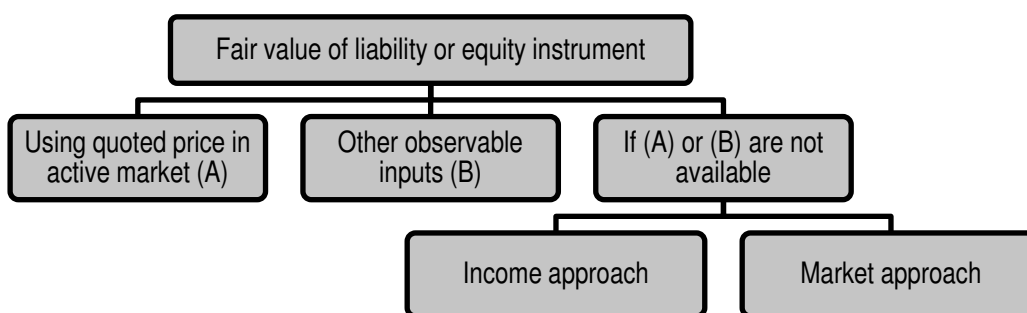 Fair value of liability or equity instrument
Using quoted price in
active market (A)
Other observable
inputs (B)
If (A) or (B) are not
available
Income approach
Market approach